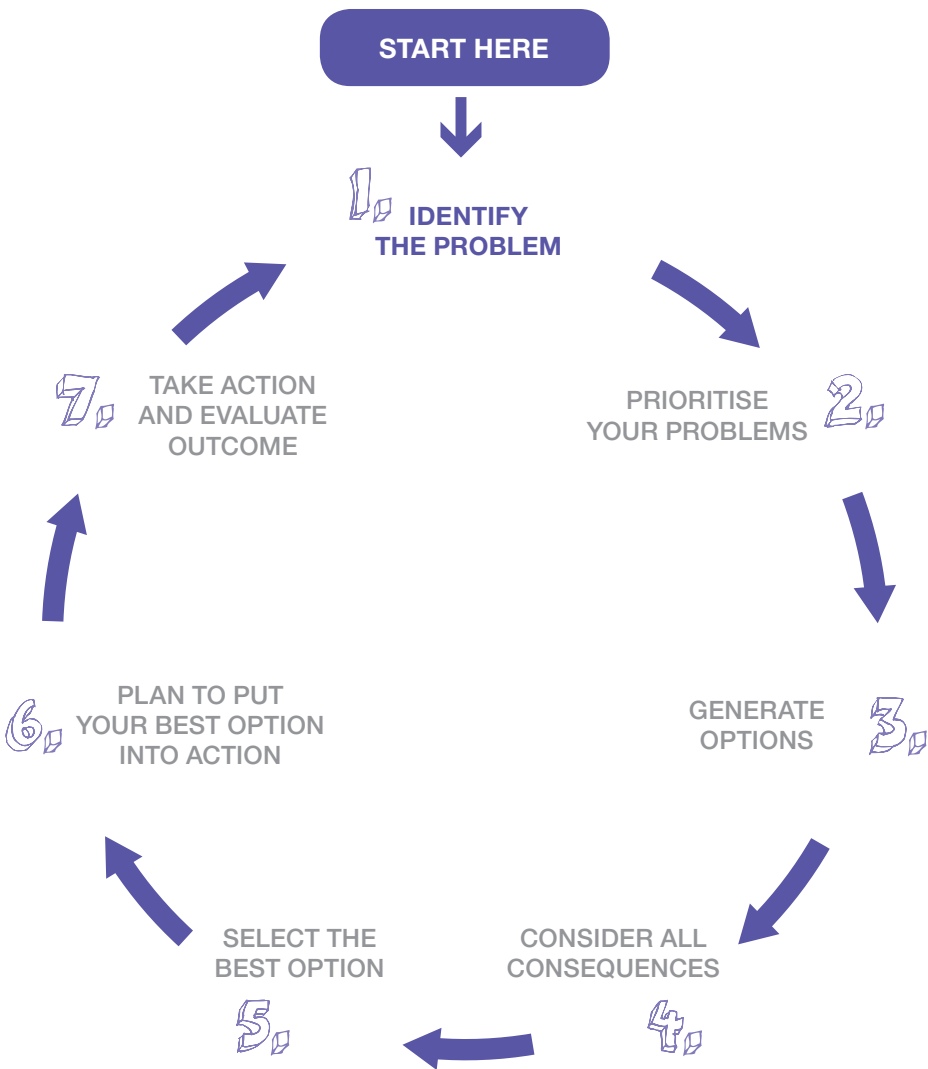 START HERE
1.
IDENTIFY
THE PROBLEM
2.
PRIORITISE
YOUR PROBLEMS
3.
GENERATE
OPTIONS
4.
CONSIDER ALL
CONSEQUENCES
5.
SELECT THE
BEST OPTION
6.
PLAN TO PUT
YOUR BEST OPTION
INTO ACTION
7.
TAKE ACTION
AND EVALUATE
OUTCOME